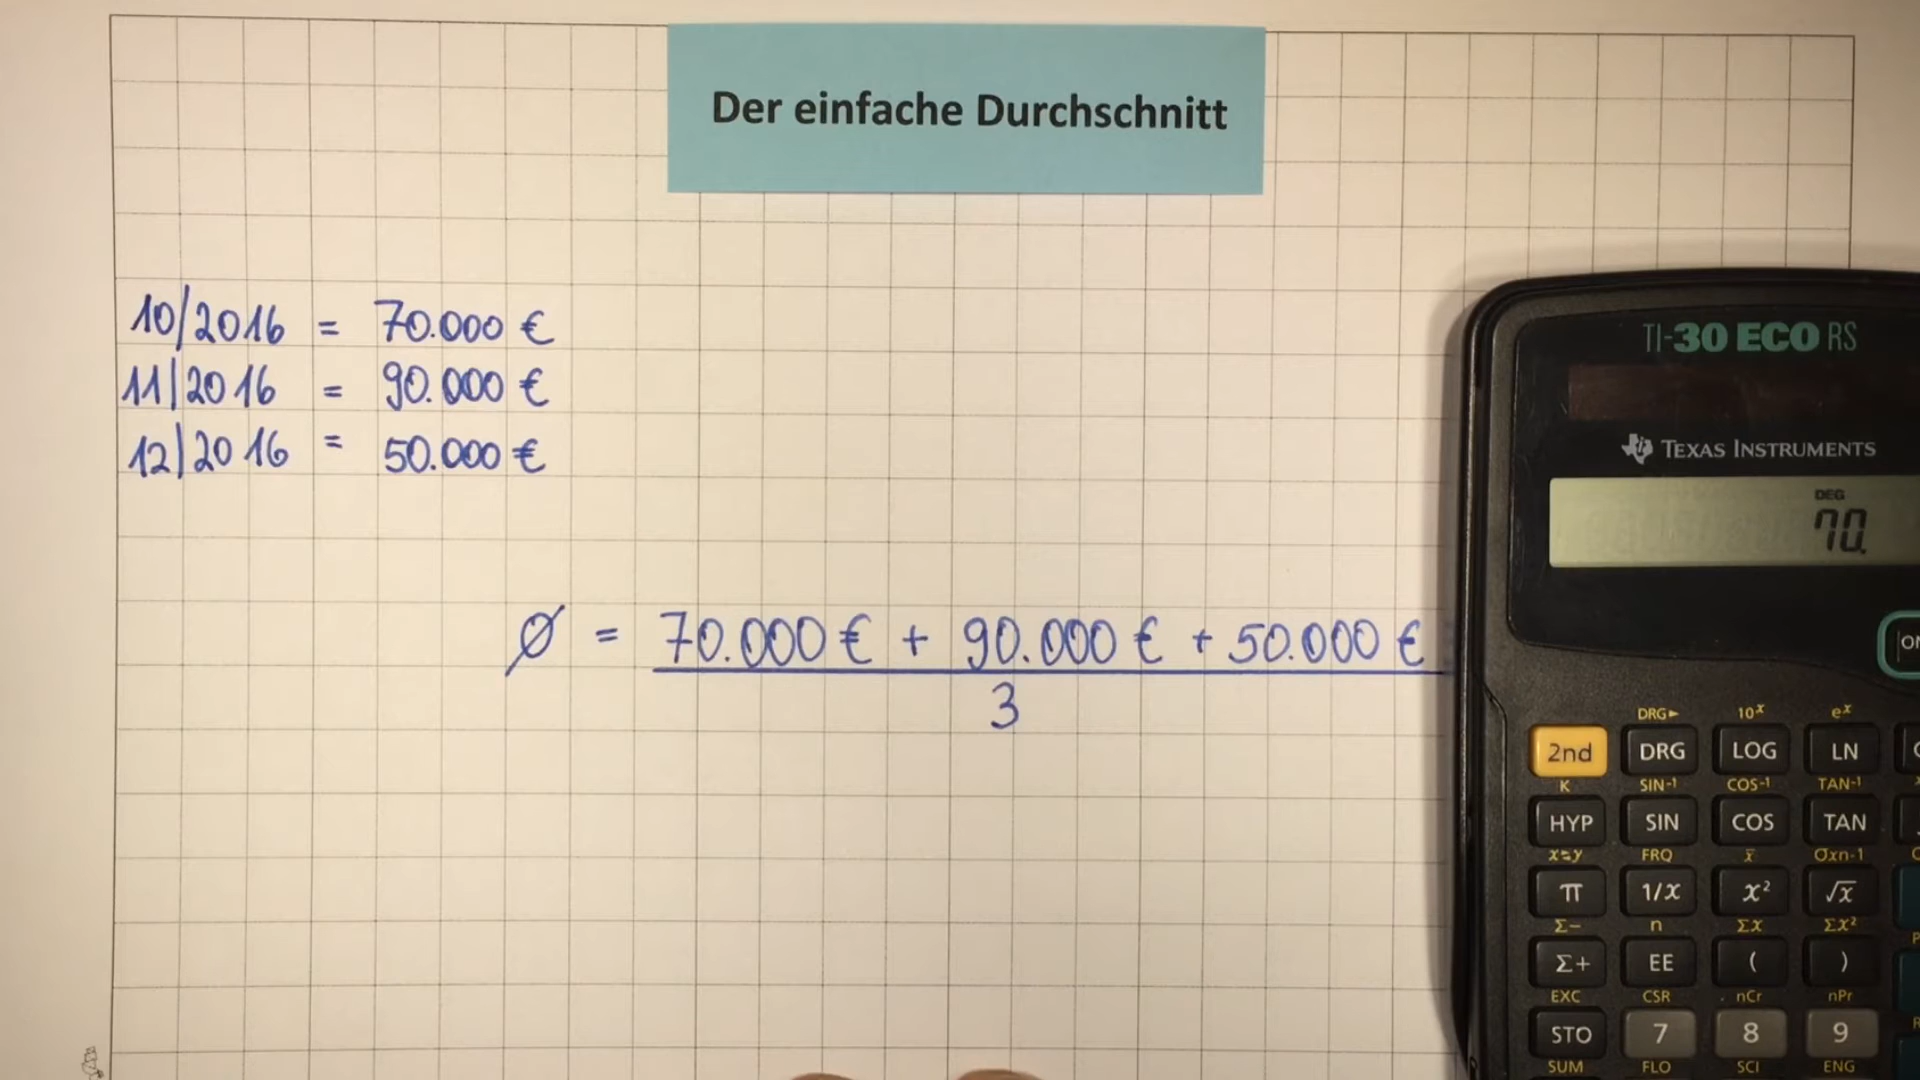 Der einfache Durchschnitt
10/2016 = 70.000 €
11/2016 = 90.000 €
12/2016 = 50.000 €
TI-30 ECO RS
TEXAS INSTRUMENTS
DEG
70.
Ø = 70.000 € + 90.000 € + 50.000 €
3
DRG► 10ˣ eˣ
2nd DRG LOG LN
K SIN⁻¹ COS⁻¹ TAN⁻¹
HYP SIN COS TAN
x⇆y FRQ x̄ σxn-1
π 1/x x² √x
Σ- n Σx Σx²
Σ+ EE ( )
EXC CSR nCr nPr
STO 7 8 9
SUM FLO SCI ENG